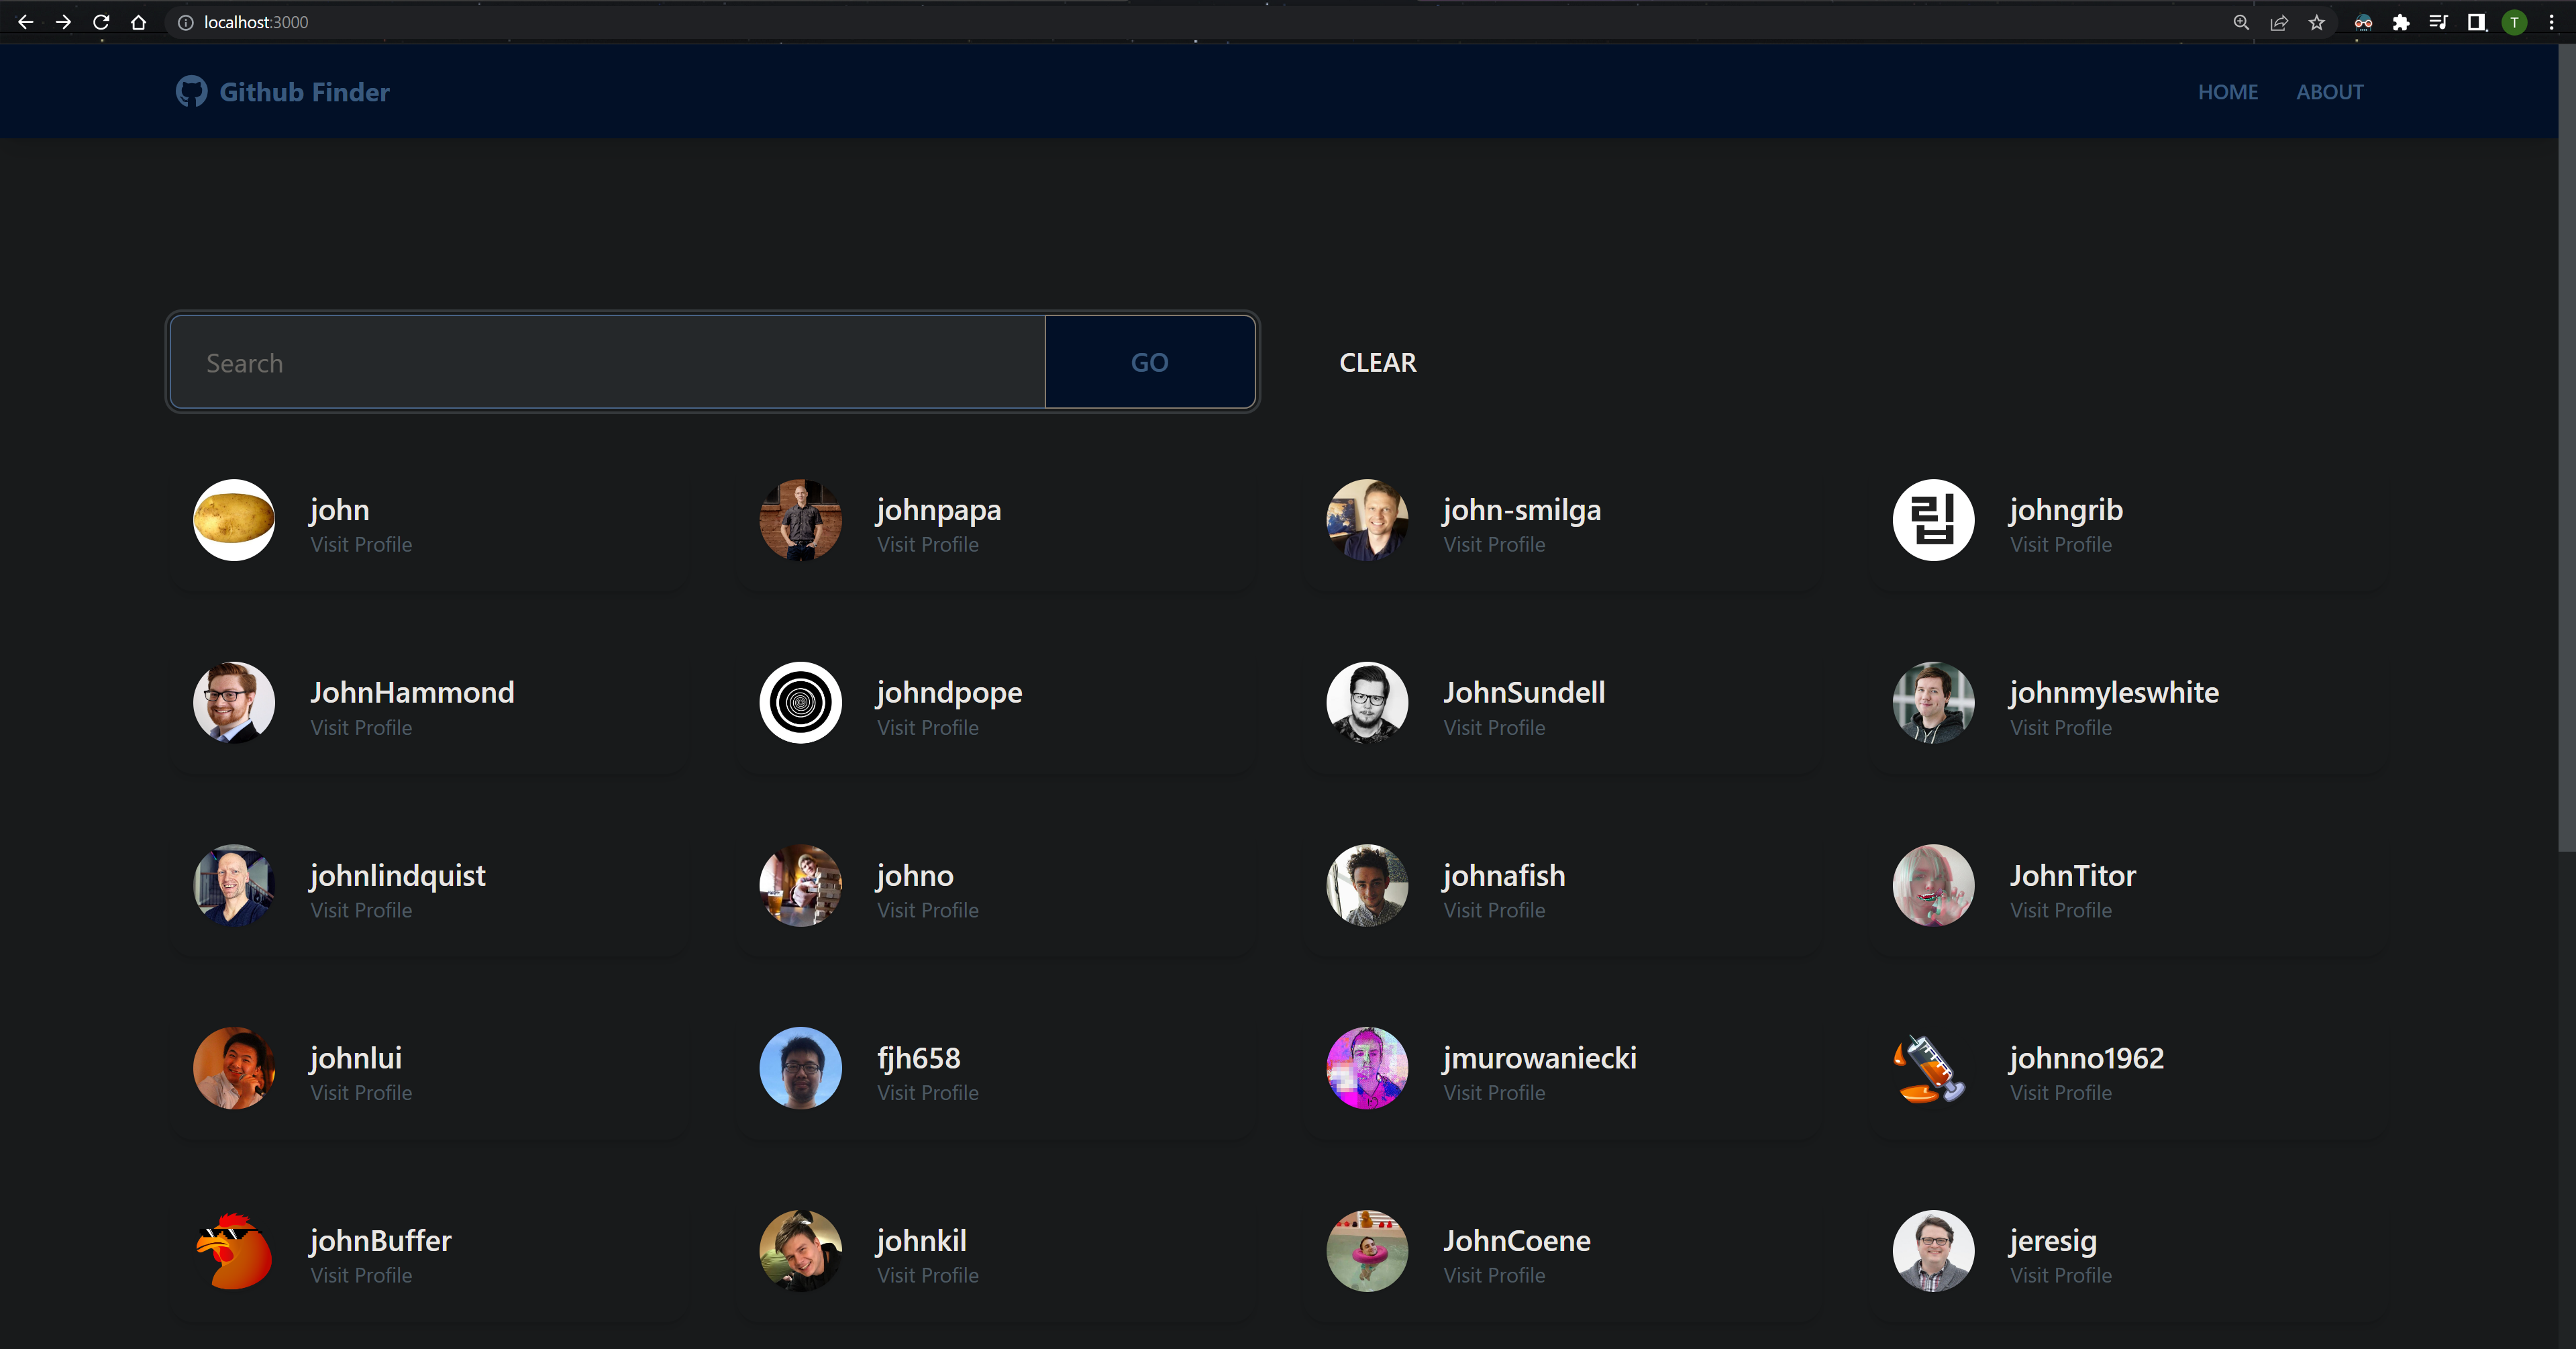 localhost:3000
T
Github Finder
HOME ABOUT
Search GO CLEAR
john
Visit Profile
johnpapa
Visit Profile
john-smilga
Visit Profile
립
johngrib
Visit Profile
JohnHammond
Visit Profile
johndpope
Visit Profile
JohnSundell
Visit Profile
johnmyleswhite
Visit Profile
johnlindquist
Visit Profile
johno
Visit Profile
johnafish
Visit Profile
JohnTitor
Visit Profile
johnlui
Visit Profile
fjh658
Visit Profile
jmurowaniecki
Visit Profile
johnno1962
Visit Profile
johnBuffer
Visit Profile
johnkil
Visit Profile
JohnCoene
Visit Profile
jeresig
Visit Profile